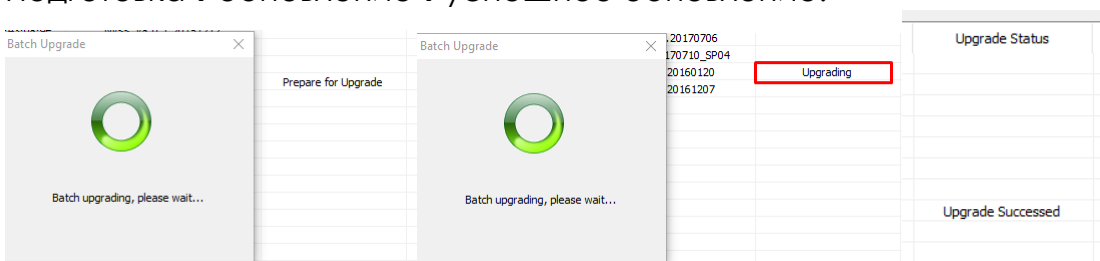 Batch Upgrade
Prepare for Upgrade
Batch upgrading, please wait...
Batch Upgrade
Batch upgrading, please wait...
20170706
170710_SP04
20160120
Upgrading
20161207
Upgrade Status
Upgrade Successed